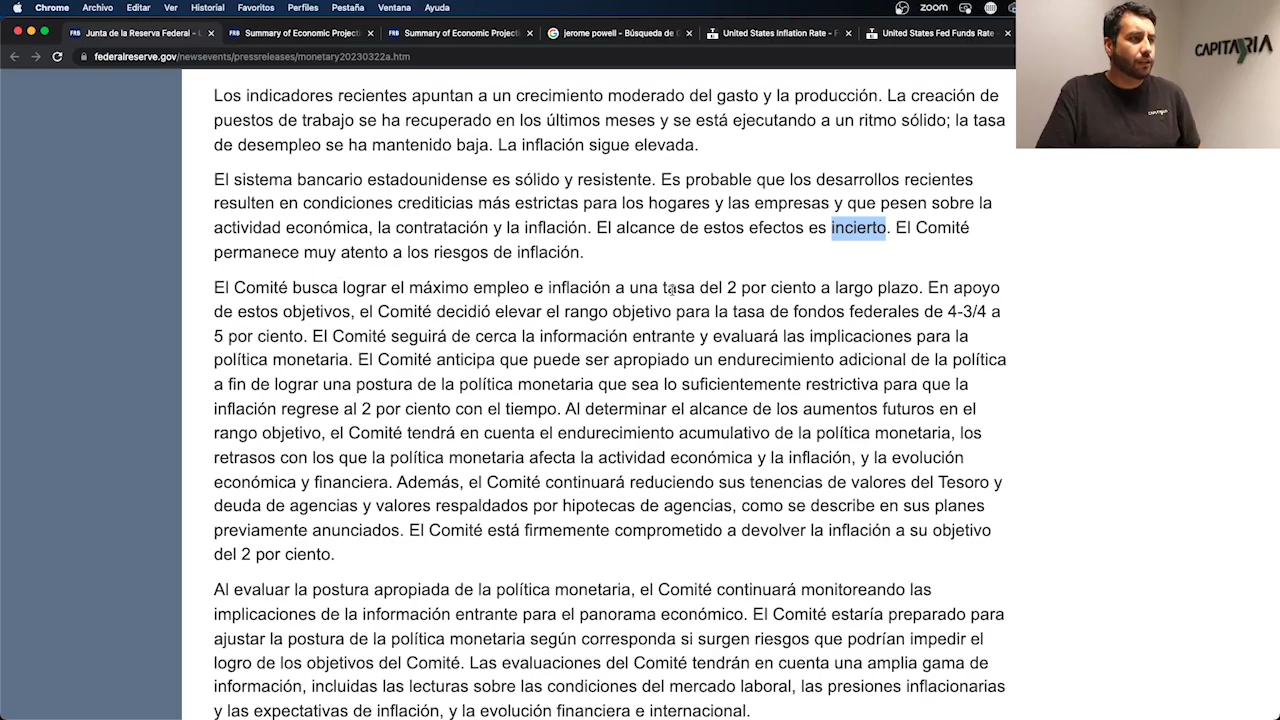 Chrome Archivo Editar Ver Historial Favoritos Perfiles Pestaña Ventana Ayuda zoom
Junta de la Reserva Federal - L Summary of Economic Projecti Summary of Economic Projecti jerome powell - Búsqueda de G United States Inflation Rate - F United States Fed Funds Rate -
federalreserve.gov/newsevents/pressreleases/monetary20230322a.htm
CAPITARIA
CAPITARIA
Los indicadores recientes apuntan a un crecimiento moderado del gasto y la producción. La creación de
puestos de trabajo se ha recuperado en los últimos meses y se está ejecutando a un ritmo sólido; la tasa
de desempleo se ha mantenido baja. La inflación sigue elevada.
El sistema bancario estadounidense es sólido y resistente. Es probable que los desarrollos recientes
resulten en condiciones crediticias más estrictas para los hogares y las empresas y que pesen sobre la
actividad económica, la contratación y la inflación. El alcance de estos efectos es incierto. El Comité
permanece muy atento a los riesgos de inflación.
El Comité busca lograr el máximo empleo e inflación a una tasa del 2 por ciento a largo plazo. En apoyo
de estos objetivos, el Comité decidió elevar el rango objetivo para la tasa de fondos federales de 4-3/4 a
5 por ciento. El Comité seguirá de cerca la información entrante y evaluará las implicaciones para la
política monetaria. El Comité anticipa que puede ser apropiado un endurecimiento adicional de la política
a fin de lograr una postura de la política monetaria que sea lo suficientemente restrictiva para que la
inflación regrese al 2 por ciento con el tiempo. Al determinar el alcance de los aumentos futuros en el
rango objetivo, el Comité tendrá en cuenta el endurecimiento acumulativo de la política monetaria, los
retrasos con los que la política monetaria afecta la actividad económica y la inflación, y la evolución
económica y financiera. Además, el Comité continuará reduciendo sus tenencias de valores del Tesoro y
deuda de agencias y valores respaldados por hipotecas de agencias, como se describe en sus planes
previamente anunciados. El Comité está firmemente comprometido a devolver la inflación a su objetivo
del 2 por ciento.
Al evaluar la postura apropiada de la política monetaria, el Comité continuará monitoreando las
implicaciones de la información entrante para el panorama económico. El Comité estaría preparado para
ajustar la postura de la política monetaria según corresponda si surgen riesgos que podrían impedir el
logro de los objetivos del Comité. Las evaluaciones del Comité tendrán en cuenta una amplia gama de
información, incluidas las lecturas sobre las condiciones del mercado laboral, las presiones inflacionarias
y las expectativas de inflación, y la evolución financiera e internacional.